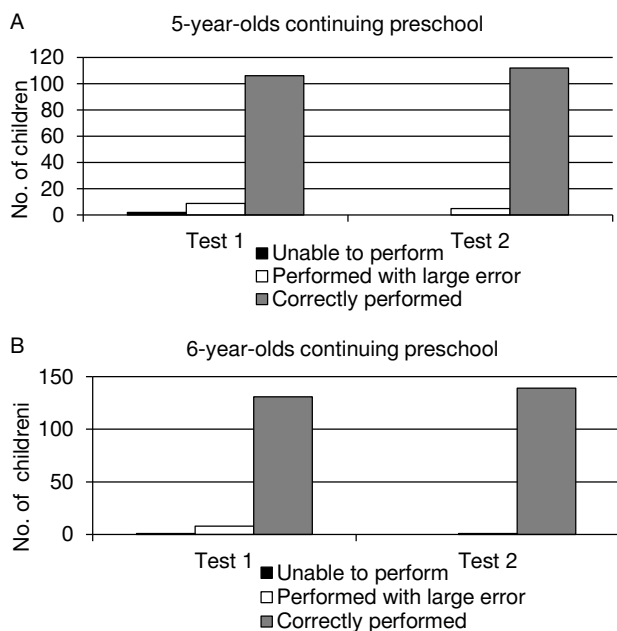 A
5-year-olds continuing preschool
No. of children
120
100
80
60
40
20
0
Test 1 Test 2
Unable to perform
Performed with large error
Correctly performed
B
6-year-olds continuing preschool
No. of childreni
150
100
50
0
Test 1 Test 2
Unable to perform
Performed with large error
Correctly performed